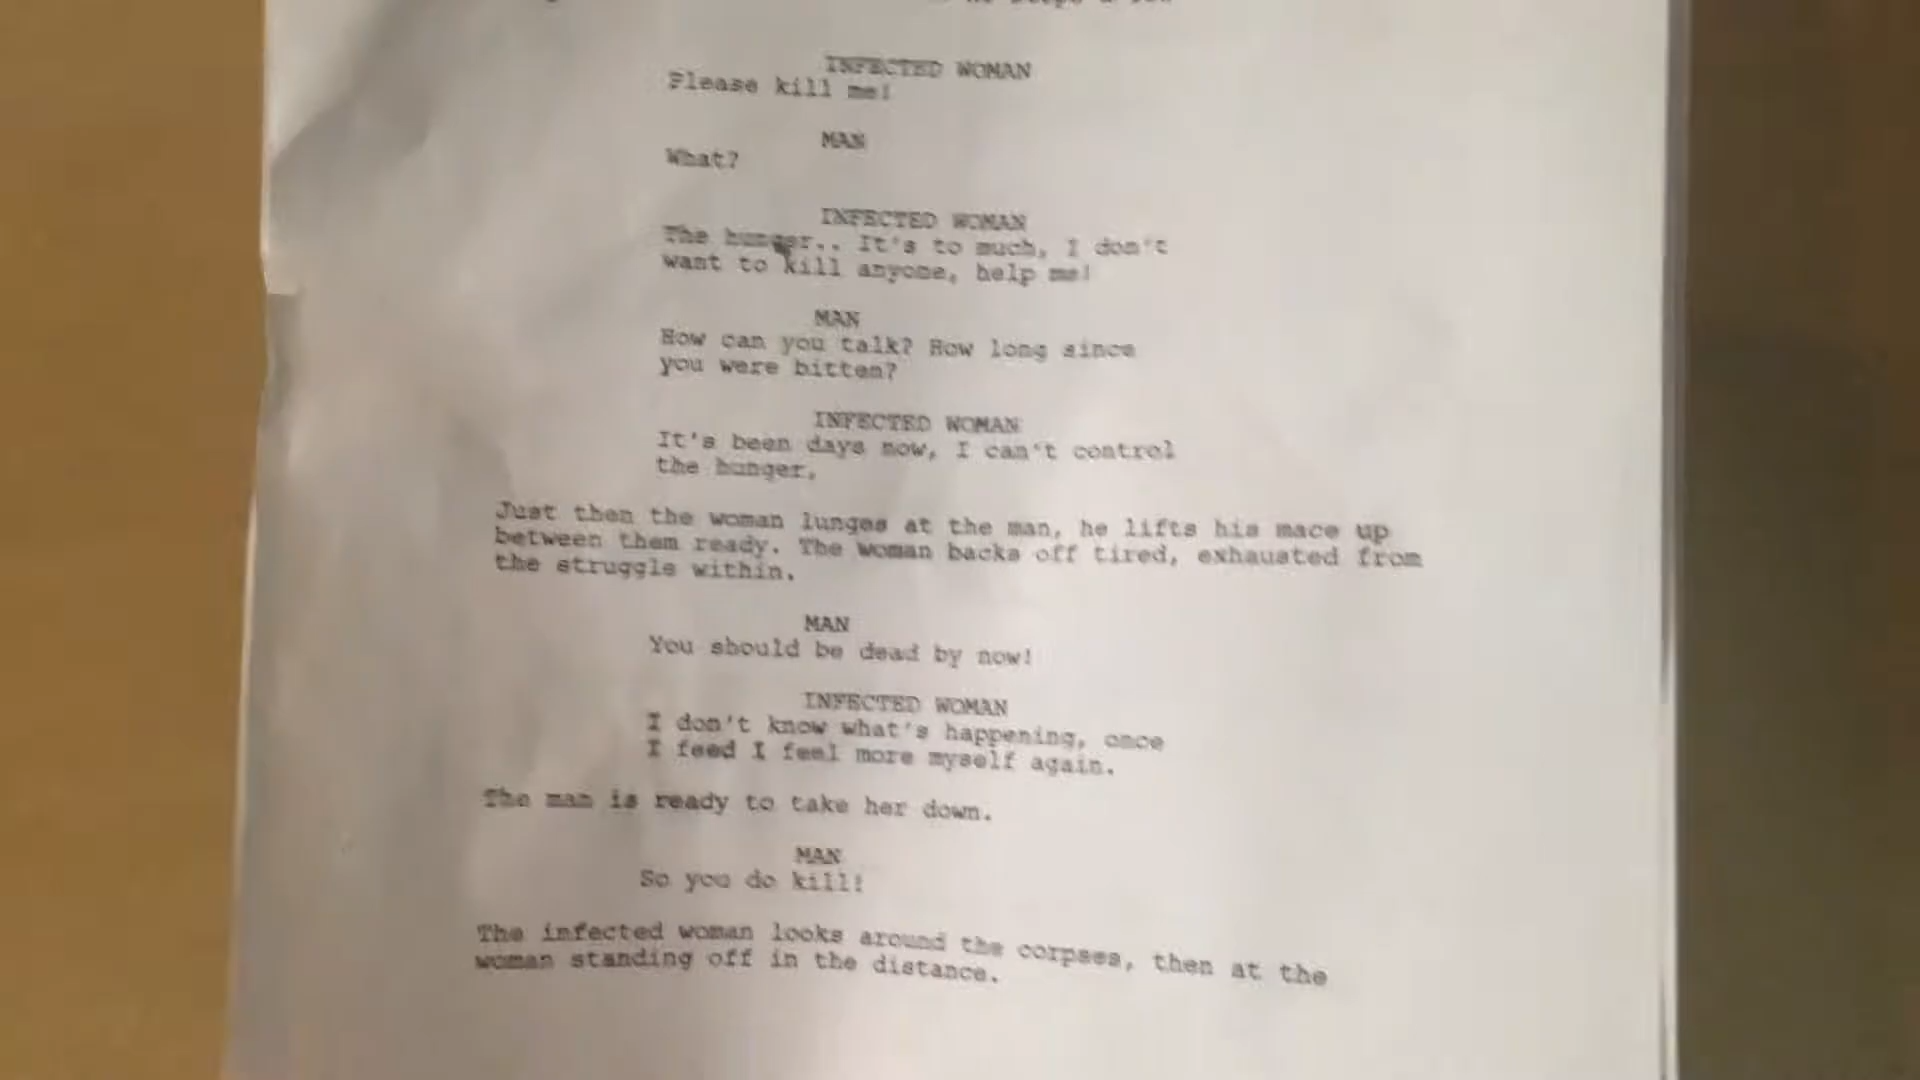 INFECTED WOMAN
Please kill me!
MAN
What?
INFECTED WOMAN
The hunger.. It's to much, I don't
want to kill anyone, help me!
MAN
How can you talk? How long since
you were bitten?
INFECTED WOMAN
It's been days now, I can't control
the hunger.
Just then the woman lunges at the man, he lifts his mace up
between them ready. The woman backs off tired, exhausted from
the struggle within.
MAN
You should be dead by now!
INFECTED WOMAN
I don't know what's happening, once
I feed I feel more myself again.
The man is ready to take her down.
MAN
So you do kill!
The infected woman looks around the corpses, then at the
woman standing off in the distance.